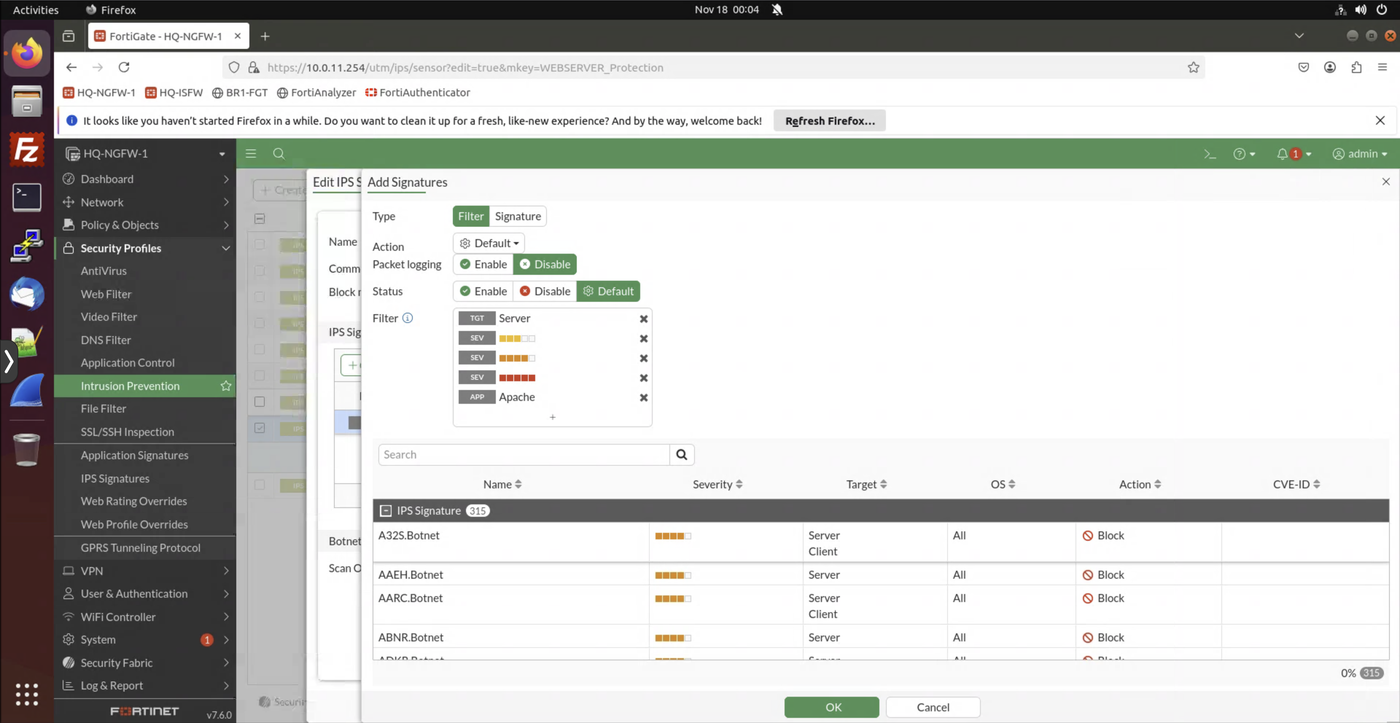 Activities Firefox Nov 18 00:04
FortiGate - HQ-NGFW-1
https://10.0.11.254/utm/ips/sensor?edit=true&mkey=WEBSERVER_Protection
HQ-NGFW-1 HQ-ISFW BR1-FGT FortiAnalyzer FortiAuthenticator
It looks like you haven't started Firefox in a while. Do you want to clean it up for a fresh, like-new experience? And by the way, welcome back! Refresh Firefox...
HQ-NGFW-1
1 admin
Dashboard
Network
Policy & Objects
Security Profiles
AntiVirus
Web Filter
Video Filter
DNS Filter
Application Control
Intrusion Prevention
File Filter
SSL/SSH Inspection
Application Signatures
IPS Signatures
Web Rating Overrides
Web Profile Overrides
GPRS Tunneling Protocol
VPN
User & Authentication
WiFi Controller
System 1
Security Fabric
Log & Report
FORTINET v7.6.0
Edit IPS S
Name
Comm
IPS Sig
Botnet
Scan O
Add Signatures
Type Filter Signature
Action Default
Packet logging Enable Disable
Status Enable Disable Default
Filter TGT Server
SEV
SEV
SEV
APP Apache
+
Search
Name Severity Target OS Action CVE-ID
IPS Signature 315
A32S.Botnet Server All Block
Client
AAEH.Botnet Server All Block
AARC.Botnet Server All Block
Client
ABNR.Botnet Server All Block
0% 315
OK Cancel